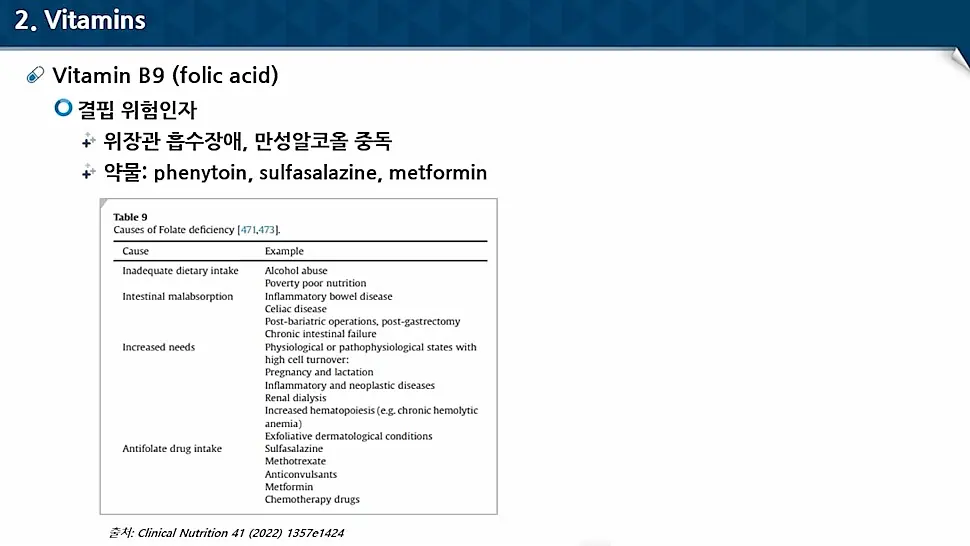 2. Vitamins
Vitamin B9 (folic acid)
결핍 위험인자
위장관 흡수장애, 만성알코올 중독
약물: phenytoin, sulfasalazine, metformin
Table 9
Causes of Folate deficiency [471,473].
Cause Example
Inadequate dietary intake Alcohol abuse
Poverty poor nutrition
Intestinal malabsorption Inflammatory bowel disease
Celiac disease
Post-bariatric operations, post-gastrectomy
Chronic intestinal failure
Increased needs Physiological or pathophysiological states with
high cell turnover:
Pregnancy and lactation
Inflammatory and neoplastic diseases
Renal dialysis
Increased hematopoiesis (e.g. chronic hemolytic
anemia)
Exfoliative dermatological conditions
Antifolate drug intake Sulfasalazine
Methotrexate
Anticonvulsants
Metformin
Chemotherapy drugs
출처: Clinical Nutrition 41 (2022) 1357e1424